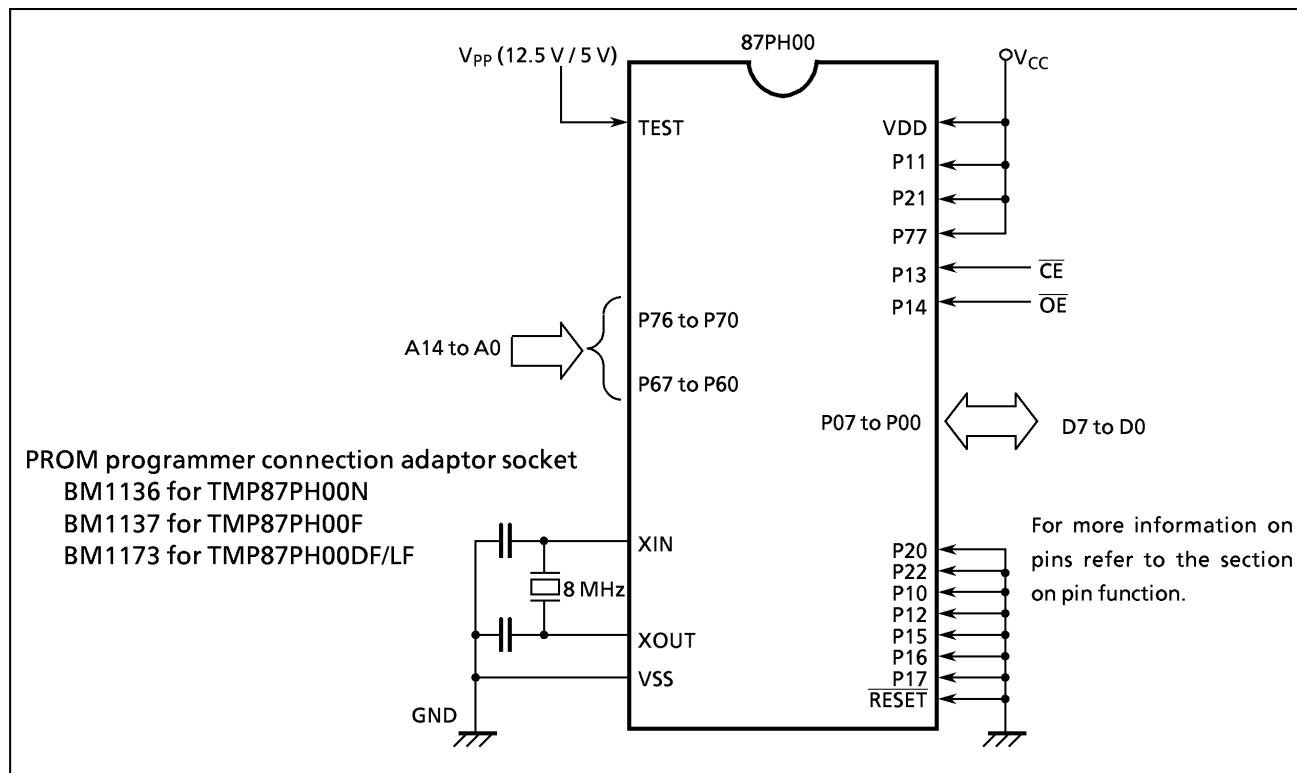 87PH00
VPP (12.5 V / 5 V)
VCC
TEST
VDD
P11
P21
P77
P13
CE
P14
OE
P76 to P70
A14 to A0
P67 to P60
P07 to P00
D7 to D0
PROM programmer connection adaptor socket
BM1136 for TMP87PH00N
BM1137 for TMP87PH00F
BM1173 for TMP87PH00DF/LF
XIN
8 MHz
XOUT
VSS
GND
P20
P22
P10
P12
P15
P16
P17
RESET
For more information on
pins refer to the section
on pin function.